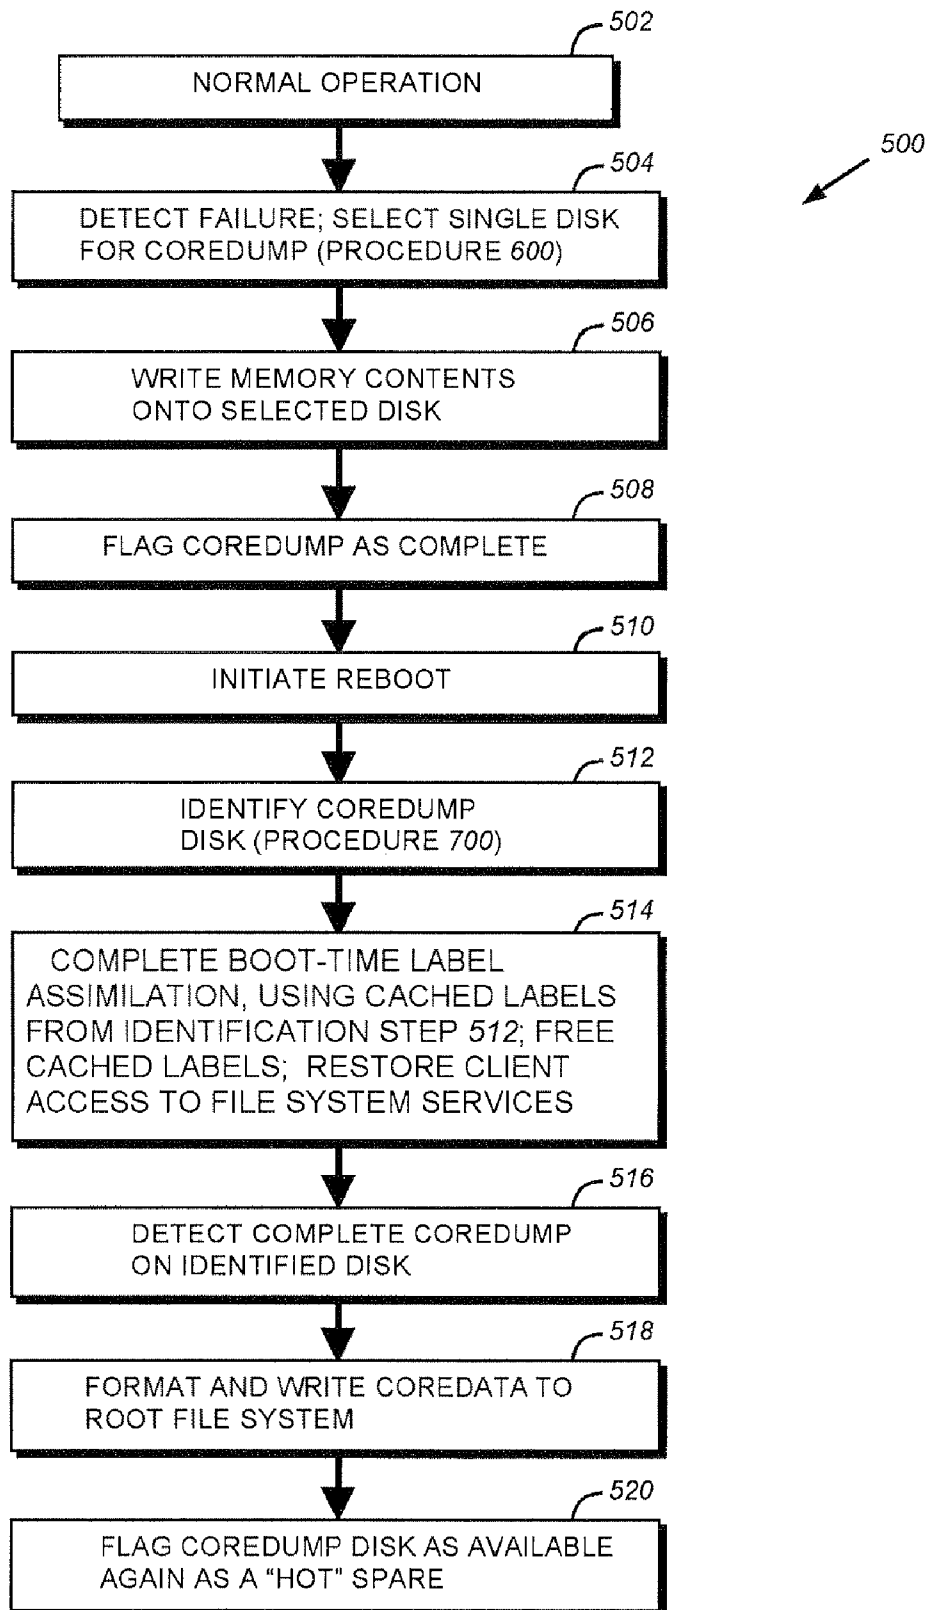 502
NORMAL OPERATION
500
504
DETECT FAILURE; SELECT SINGLE DISK
FOR COREDUMP (PROCEDURE 600)
506
WRITE MEMORY CONTENTS
ONTO SELECTED DISK
508
FLAG COREDUMP AS COMPLETE
510
INITIATE REBOOT
512
IDENTIFY COREDUMP
DISK (PROCEDURE 700)
514
COMPLETE BOOT-TIME LABEL
ASSIMILATION, USING CACHED LABELS
FROM IDENTIFICATION STEP 512; FREE
CACHED LABELS; RESTORE CLIENT
ACCESS TO FILE SYSTEM SERVICES
516
DETECT COMPLETE COREDUMP
ON IDENTIFIED DISK
518
FORMAT AND WRITE COREDATA TO
ROOT FILE SYSTEM
520
FLAG COREDUMP DISK AS AVAILABLE
AGAIN AS A “HOT” SPARE